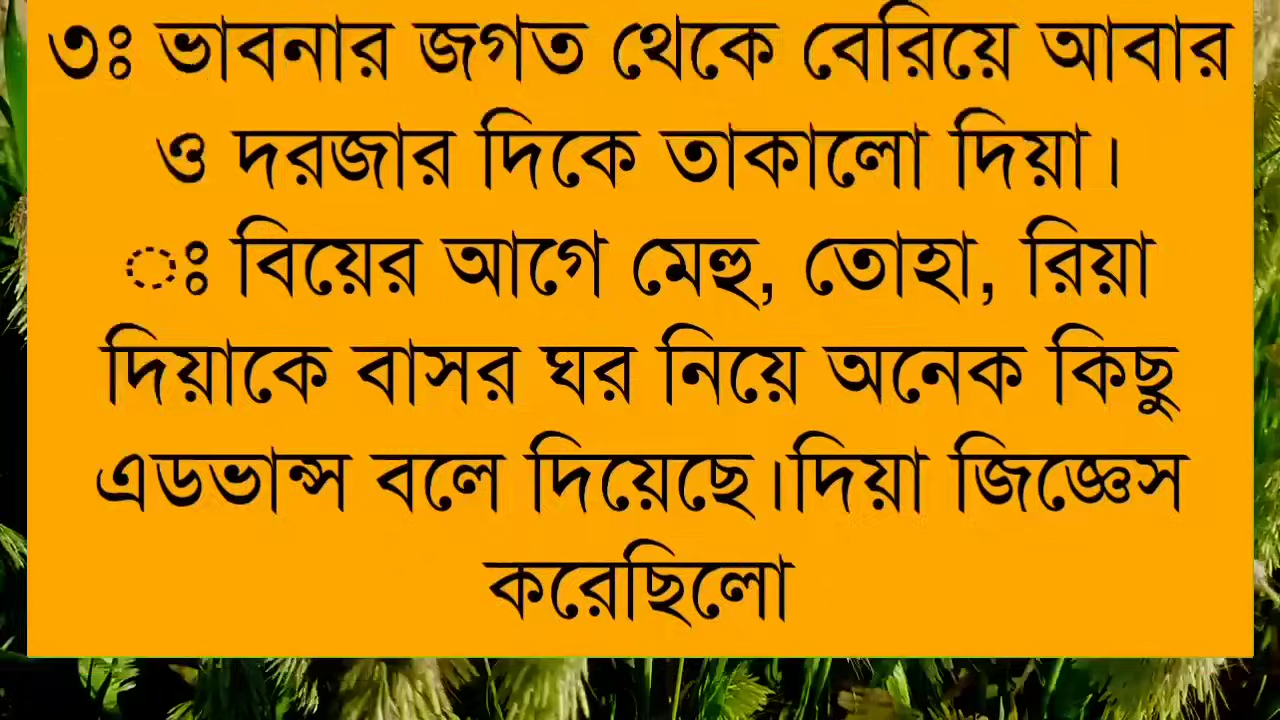 ৩ঃ ভাবনার জগত থেকে বেরিয়ে আবার
ও দরজার দিকে তাকালো দিয়া।
ঃ বিয়ের আগে মেহু, তোহা, রিয়া
দিয়াকে বাসর ঘর নিয়ে অনেক কিছু
এডভান্স বলে দিয়েছে।দিয়া জিজ্ঞেস
করেছিলো